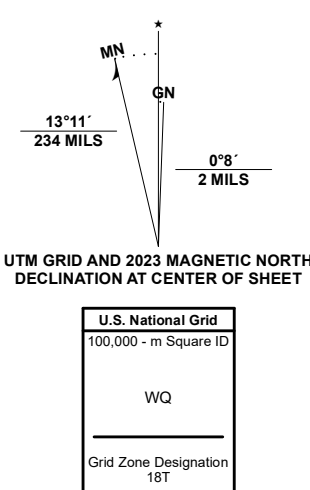 ★
MN
GN
13°11´
234 MILS
0°8´
2 MILS
UTM GRID AND 2023 MAGNETIC NORTH
DECLINATION AT CENTER OF SHEET
U.S. National Grid
100,000 - m Square ID
WQ
Grid Zone Designation
18T